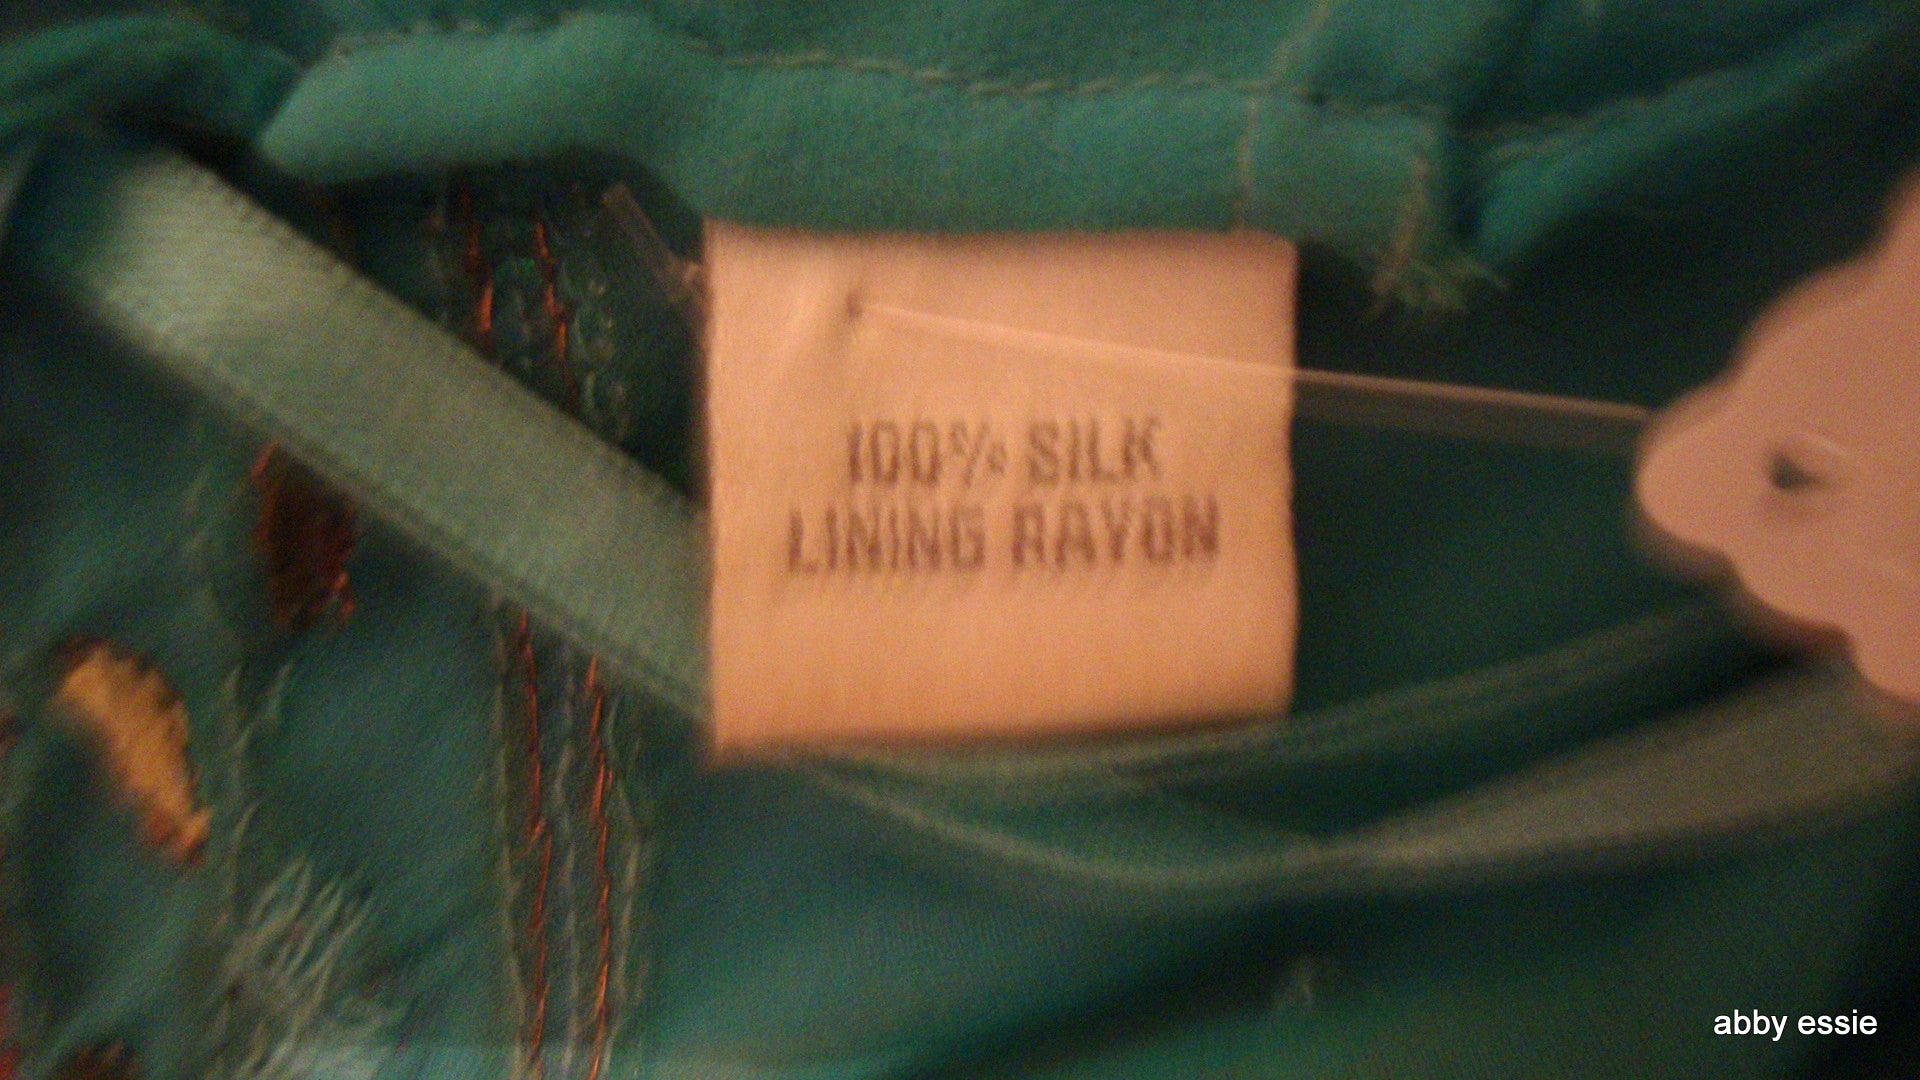 100% SILK
LINING RAYON
abby essie